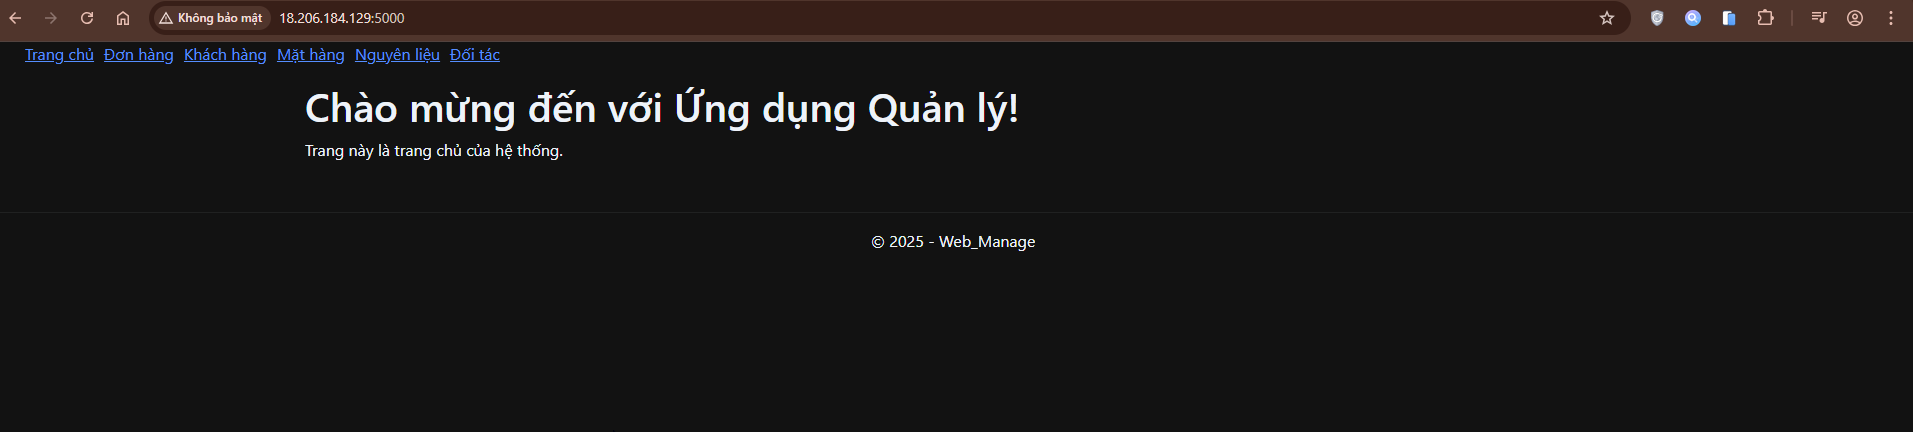 Không bảo mật 18.206.184.129:5000
Trang chủ Đơn hàng Khách hàng Mặt hàng Nguyên liệu Đối tác
Chào mừng đến với Ứng dụng Quản lý!
Trang này là trang chủ của hệ thống.
© 2025 - Web_Manage